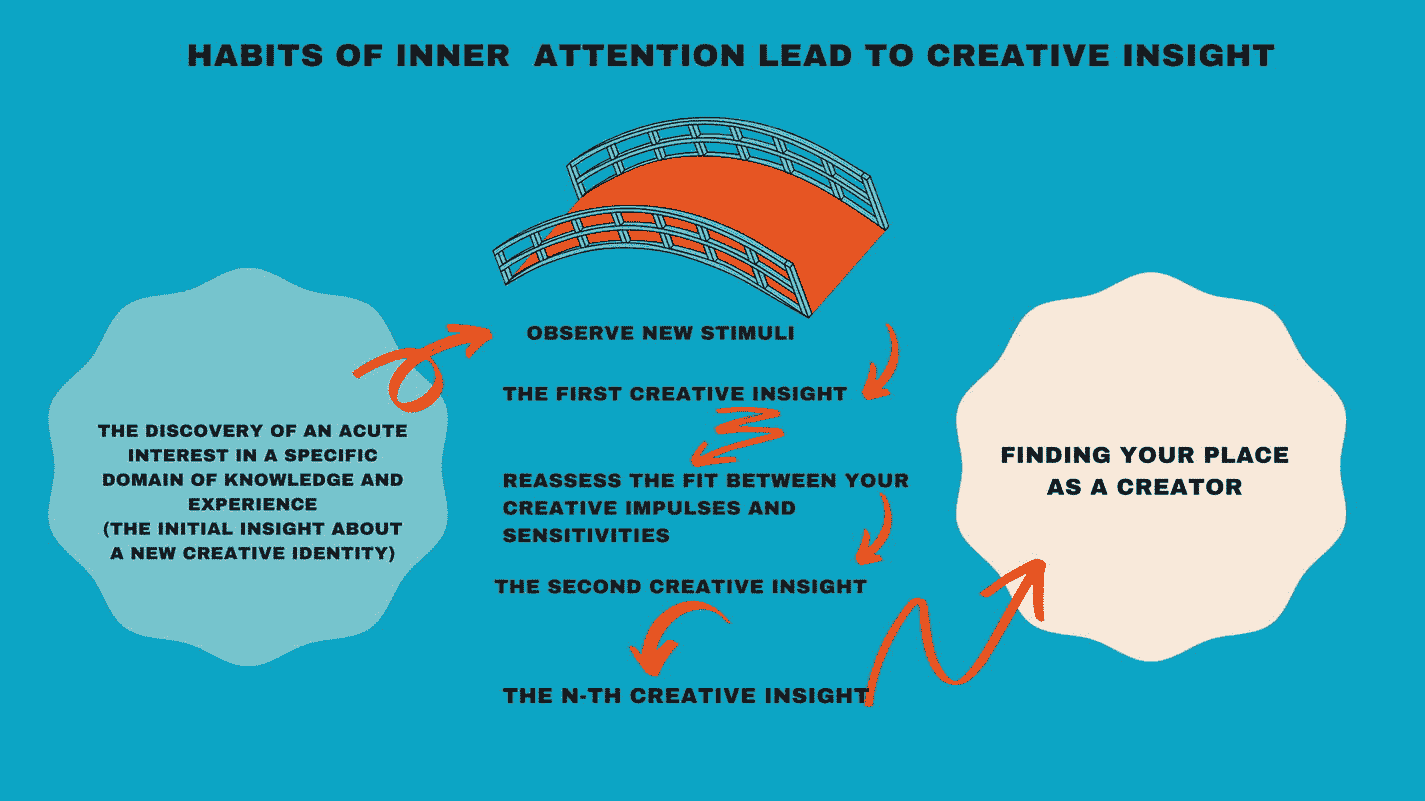 HABITS OF INNER ATTENTION LEAD TO CREATIVE INSIGHT
THE DISCOVERY OF AN ACUTE
INTEREST IN A SPECIFIC
DOMAIN OF KNOWLEDGE AND
EXPERIENCE
(THE INITIAL INSIGHT ABOUT
A NEW CREATIVE IDENTITY)
OBSERVE NEW STIMULI
THE FIRST CREATIVE INSIGHT
REASSESS THE FIT BETWEEN YOUR
CREATIVE IMPULSES AND
SENSITIVITIES
THE SECOND CREATIVE INSIGHT
THE N-TH CREATIVE INSIGHT
FINDING YOUR PLACE
AS A CREATOR